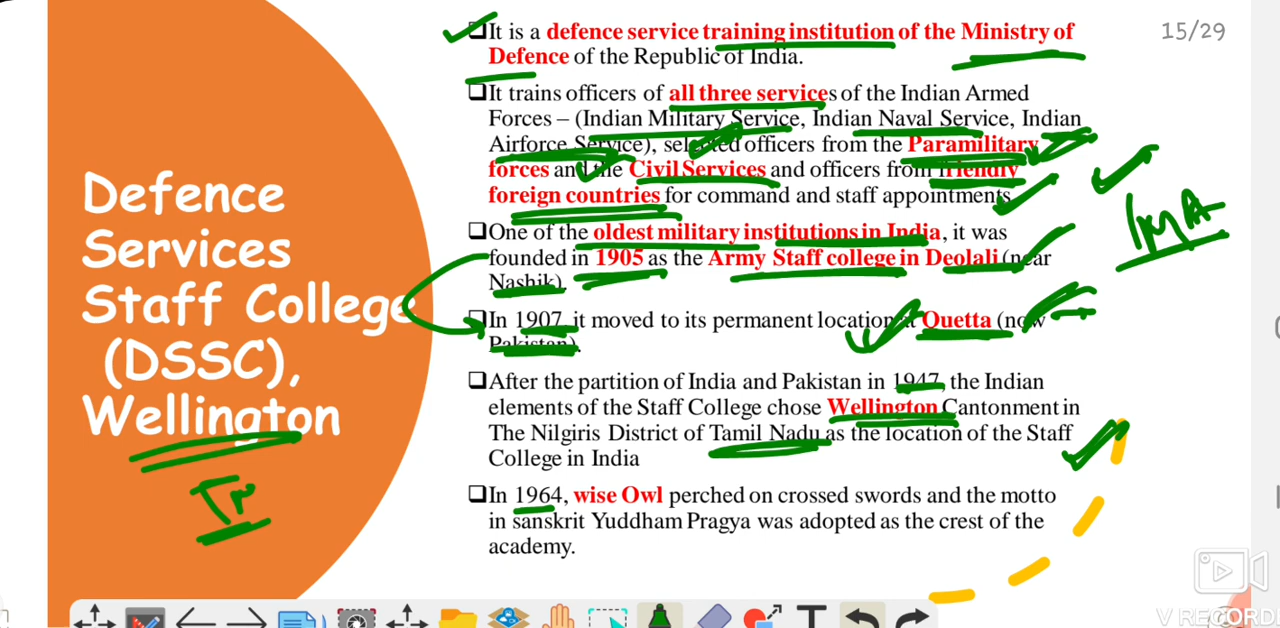 15/29
Defence
Services
Staff College
(DSSC),
Wellington
Tr
It is a defence service training institution of the Ministry of
Defence of the Republic of India.
It trains officers of all three services of the Indian Armed
Forces – (Indian Military Service, Indian Naval Service, Indian
Airforce Service), selected officers from the Paramilitary
forces and the Civil Services and officers from friendly
foreign countries for command and staff appointments
One of the oldest military institutions in India, it was
founded in 1905 as the Army Staff college in Deolali (near
Nashik).
In 1907, it moved to its permanent location Quetta (now
Pakistan).
After the partition of India and Pakistan in 1947, the Indian
elements of the Staff College chose Wellington Cantonment in
The Nilgiris District of Tamil Nadu as the location of the Staff
College in India
In 1964, wise Owl perched on crossed swords and the motto
in sanskrit Yuddham Pragya was adopted as the crest of the
academy.
IMA
T
V RECORD